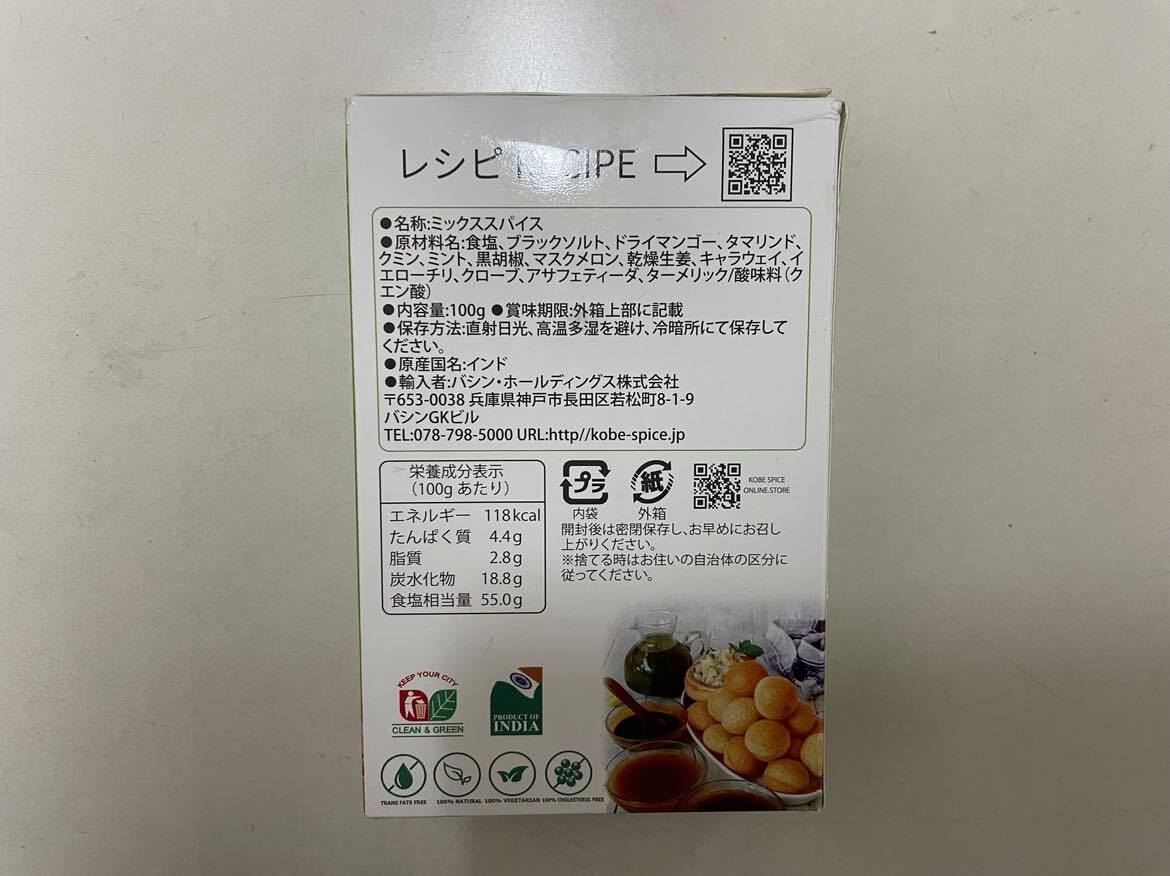 レシピ RECIPE
●名称:ミックススパイス
●原材料名:食塩、ブラックソルト、ドライマンゴー、タマリンド、
クミン、ミント、黒胡椒、マスクメロン、乾燥生姜、キャラウェイ、イ
エローチリ、クローブ、アサフェティーダ、ターメリック/酸味料(ク
エン酸)
●内容量:100g ●賞味期限:外箱上部に記載
●保存方法:直射日光、高温多湿を避け、冷暗所にて保存して
ください。
●原産国名:インド
●輸入者:バシン・ホールディングス株式会社
〒653-0038 兵庫県神戸市長田区若松町8-1-9
バシンGKビル
TEL:078-798-5000 URL:http//kobe-spice.jp
栄養成分表示
(100gあたり)
エネルギー 118kcal
たんぱく質 4.4g
脂質 2.8g
炭水化物 18.8g
食塩相当量 55.0g
プラ
内袋
紙
外箱
KOBE SPICE
ONLINE.STORE
開封後は密閉保存し、お早めにお召し
上がりください。
※捨てる時はお住いの自治体の区分に
従ってください。
KEEP YOUR CITY
CLEAN & GREEN
PRODUCT OF
INDIA
TRANS FATS FREE
100% NATURAL
100% VEGETARIAN
100% CHOLESTEROL FREE